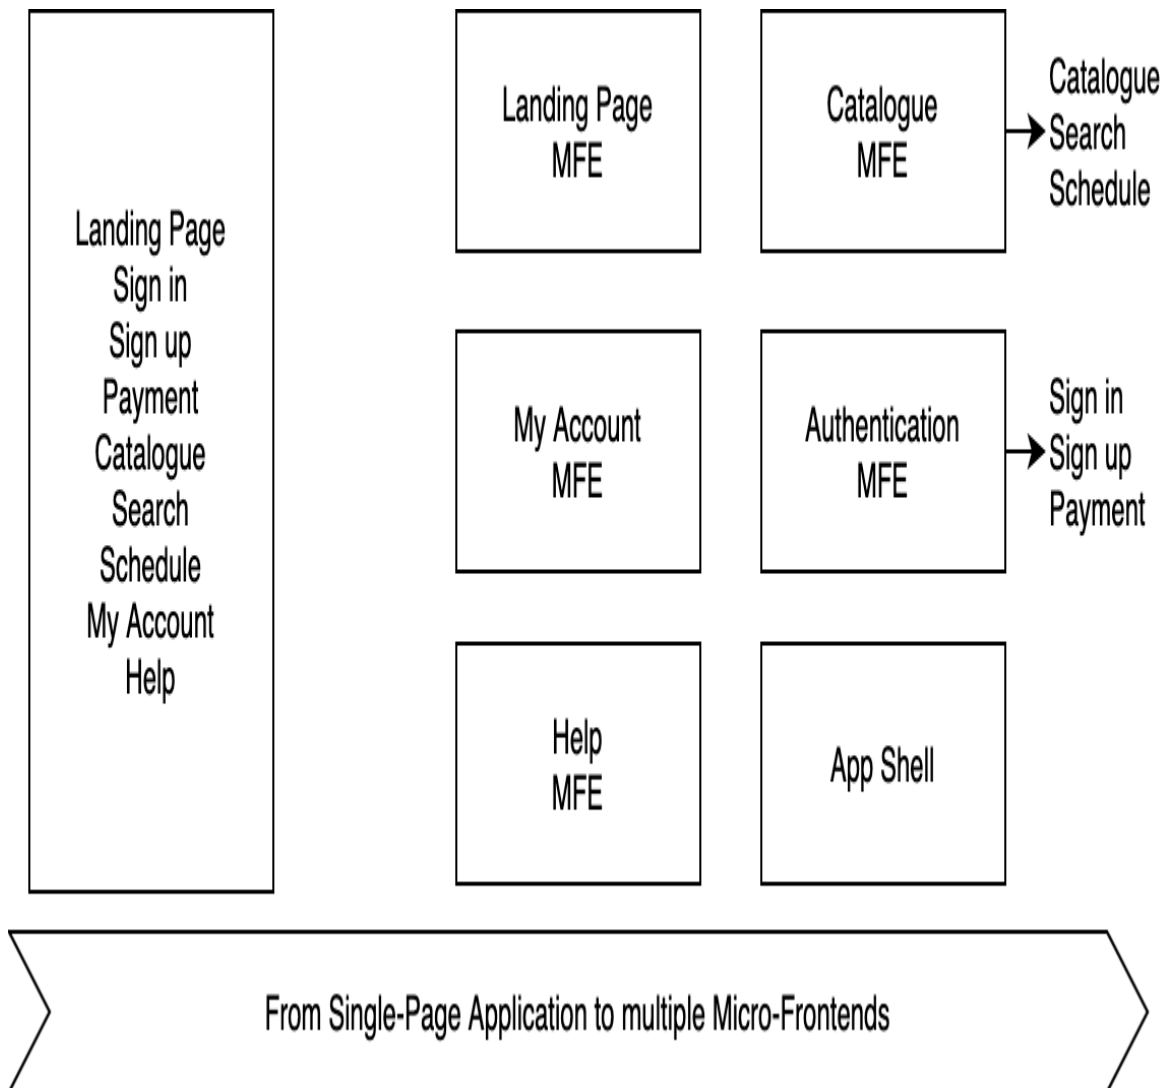 Landing Page
Sign in
Sign up
Payment
Catalogue
Search
Schedule
My Account
Help
Landing Page
MFE
Catalogue
MFE
Catalogue
Search
Schedule
My Account
MFE
Authentication
MFE
Sign in
Sign up
Payment
Help
MFE
App Shell
From Single-Page Application to multiple Micro-Frontends